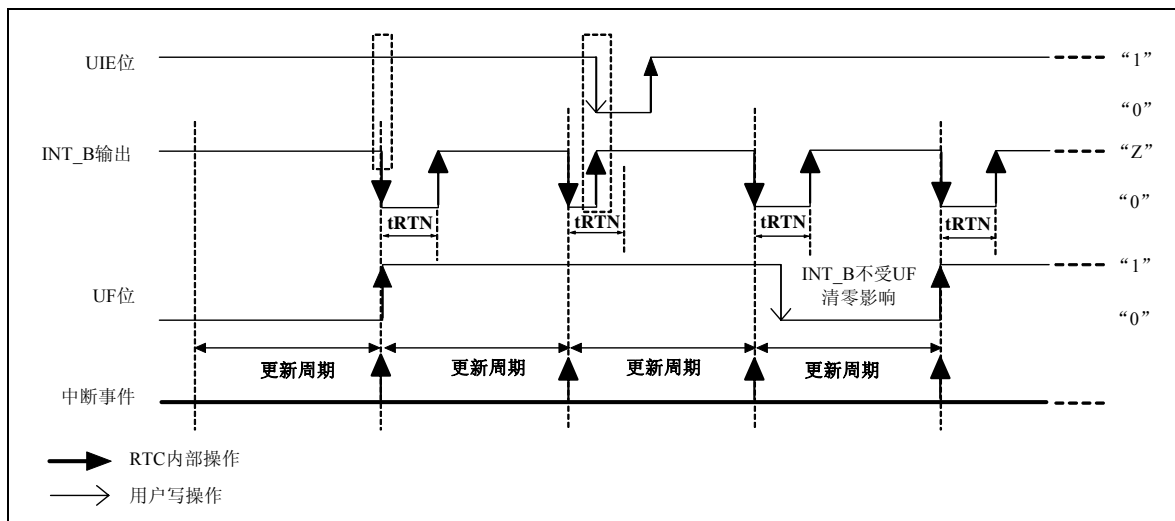 UIE位
“1”
“0”
INT_B输出
“Z”
“0”
tRTN
tRTN
tRTN
tRTN
UF位
INT_B不受UF
清零影响
“1”
“0”
更新周期
更新周期
更新周期
更新周期
中断事件
RTC内部操作
用户写操作